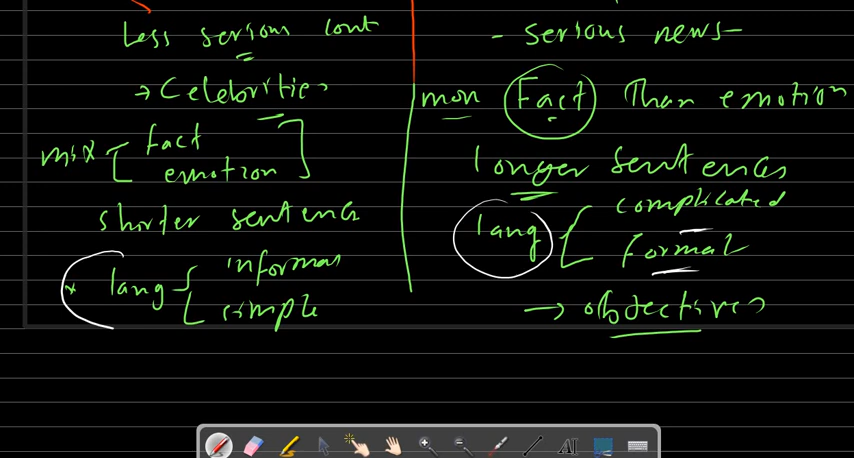 Less serious cont
→ Celebrities
mix [ fact
emotion ]
shorter sentence
* lang { informal
simple
- serious news
more Fact Than emotion
longer sentences
lang { complicated
formal
→ objectives
AI